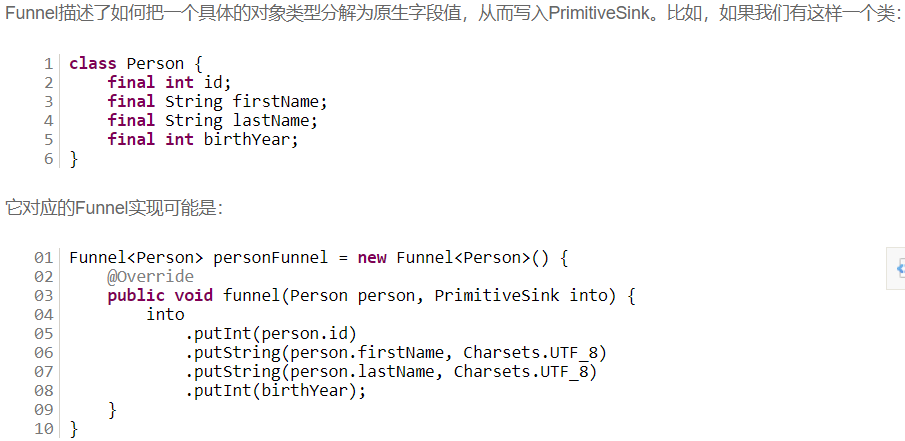 Funnel描述了如何把一个具体的对象类型分解为原生字段值，从而写入PrimitiveSink。比如，如果我们有这样一个类：
1 class Person {
2     final int id;
3     final String firstName;
4     final String lastName;
5     final int birthYear;
6 }
它对应的Funnel实现可能是：
01 Funnel<Person> personFunnel = new Funnel<Person>() {
02     @Override
03     public void funnel(Person person, PrimitiveSink into) {
04         into
05             .putInt(person.id)
06             .putString(person.firstName, Charsets.UTF_8)
07             .putString(person.lastName, Charsets.UTF_8)
08             .putInt(birthYear);
09     }
10 }